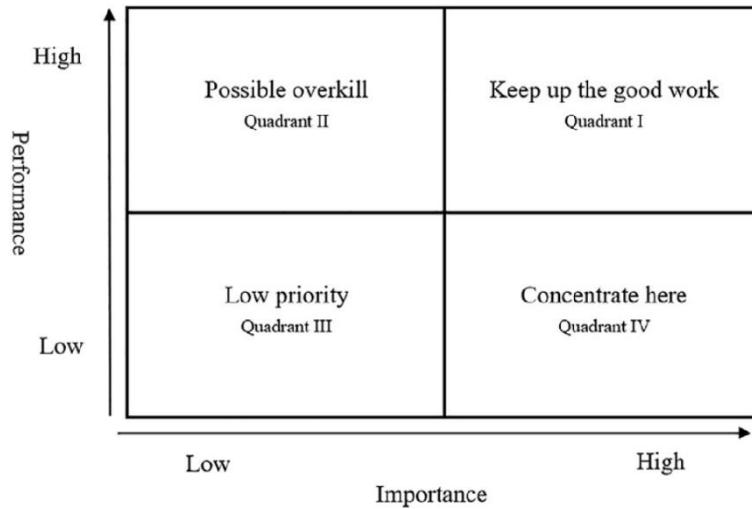 High
Possible overkill
Quadrant II
Keep up the good work
Quadrant I
Performance
Low priority
Quadrant III
Concentrate here
Quadrant IV
Low
Low
High
Importance